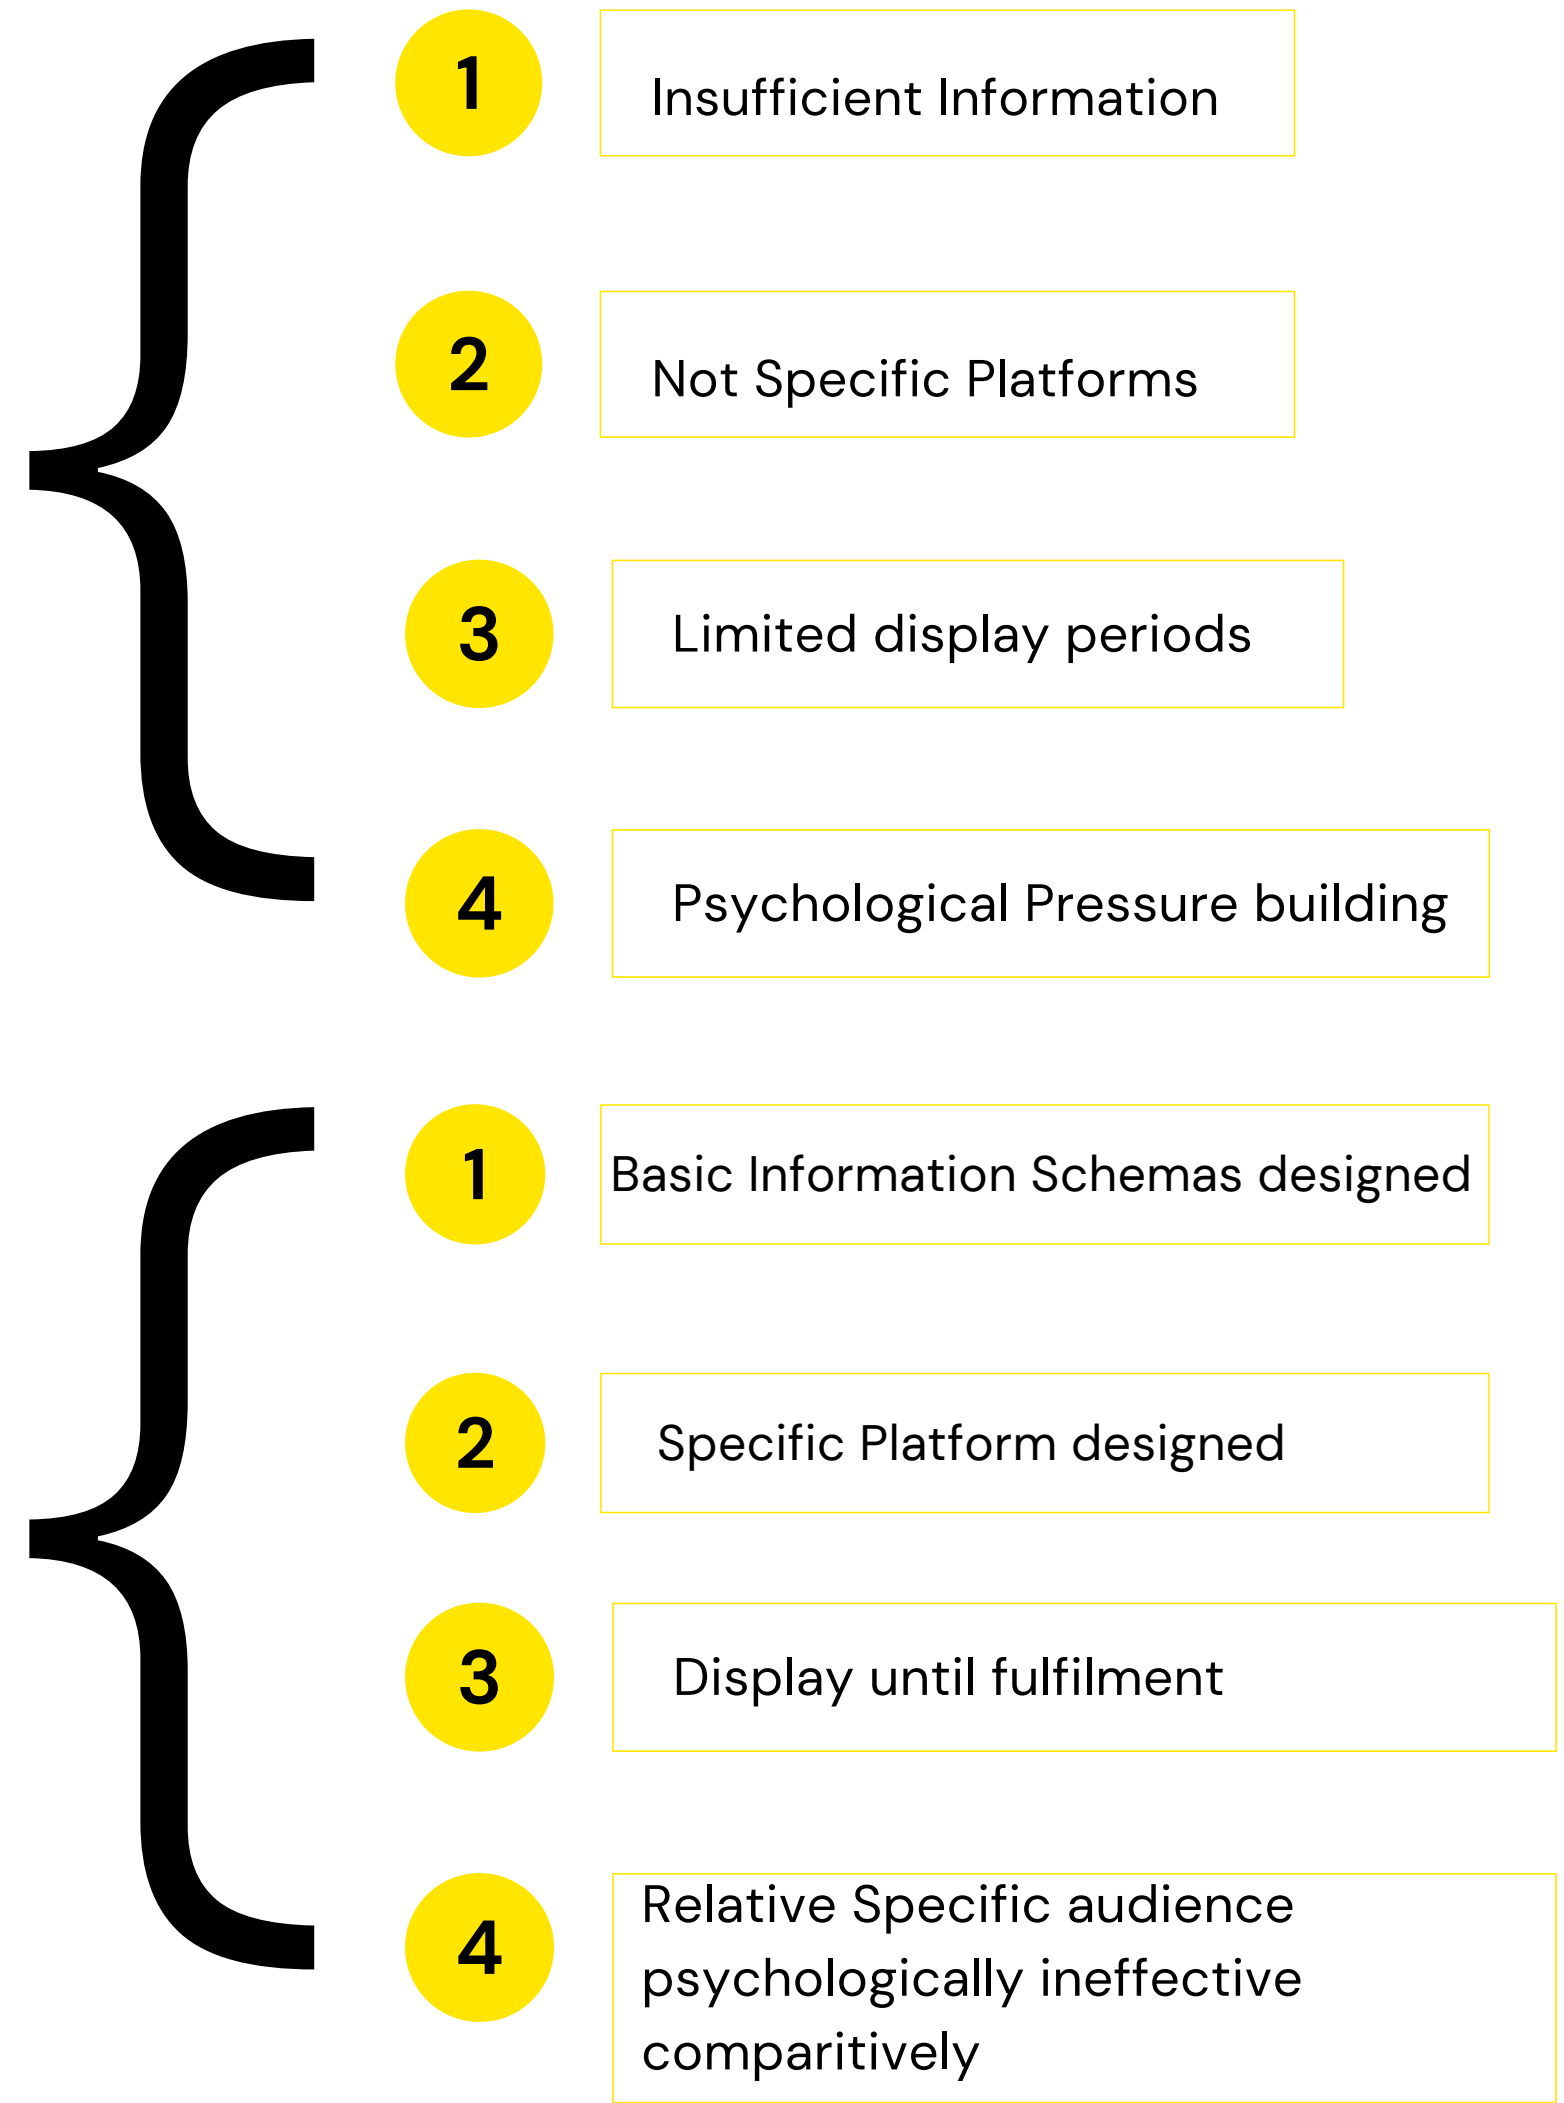 1
Insufficient Information
2
Not Specific Platforms
3
Limited display periods
4
Psychological Pressure building
1
Basic Information Schemas designed
2
Specific Platform designed
3
Display until fulfilment
4
Relative Specific audience
psychologically ineffective
comparitively